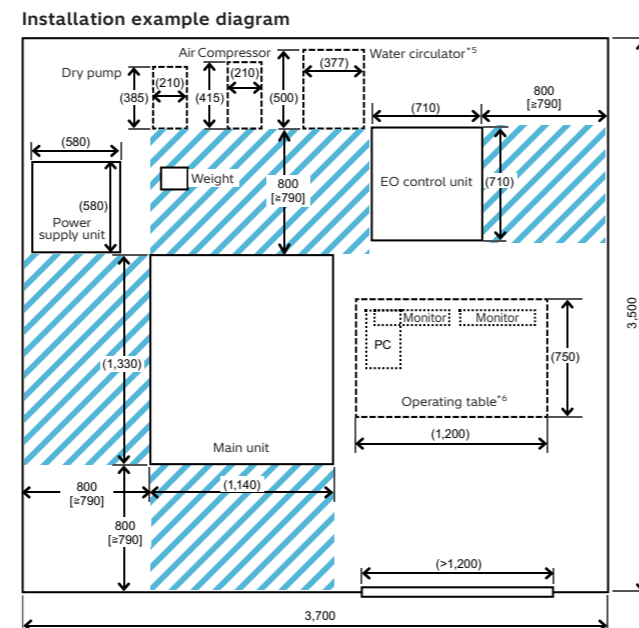 Installation example diagram
Air Compressor
Water circulator*5
Dry pump
(210)
(210)
(377)
(385)
(415)
(500)
(710)
800
[≥790]
(580)
(580)
Power
supply unit
Weight
800
[≥790]
EO control unit
(710)
3,500
(1,330)
Monitor
Monitor
PC
(750)
Operating table*6
(1,200)
Main unit
800
[≥790]
(1,140)
800
[≥790]
(>1,200)
3,700